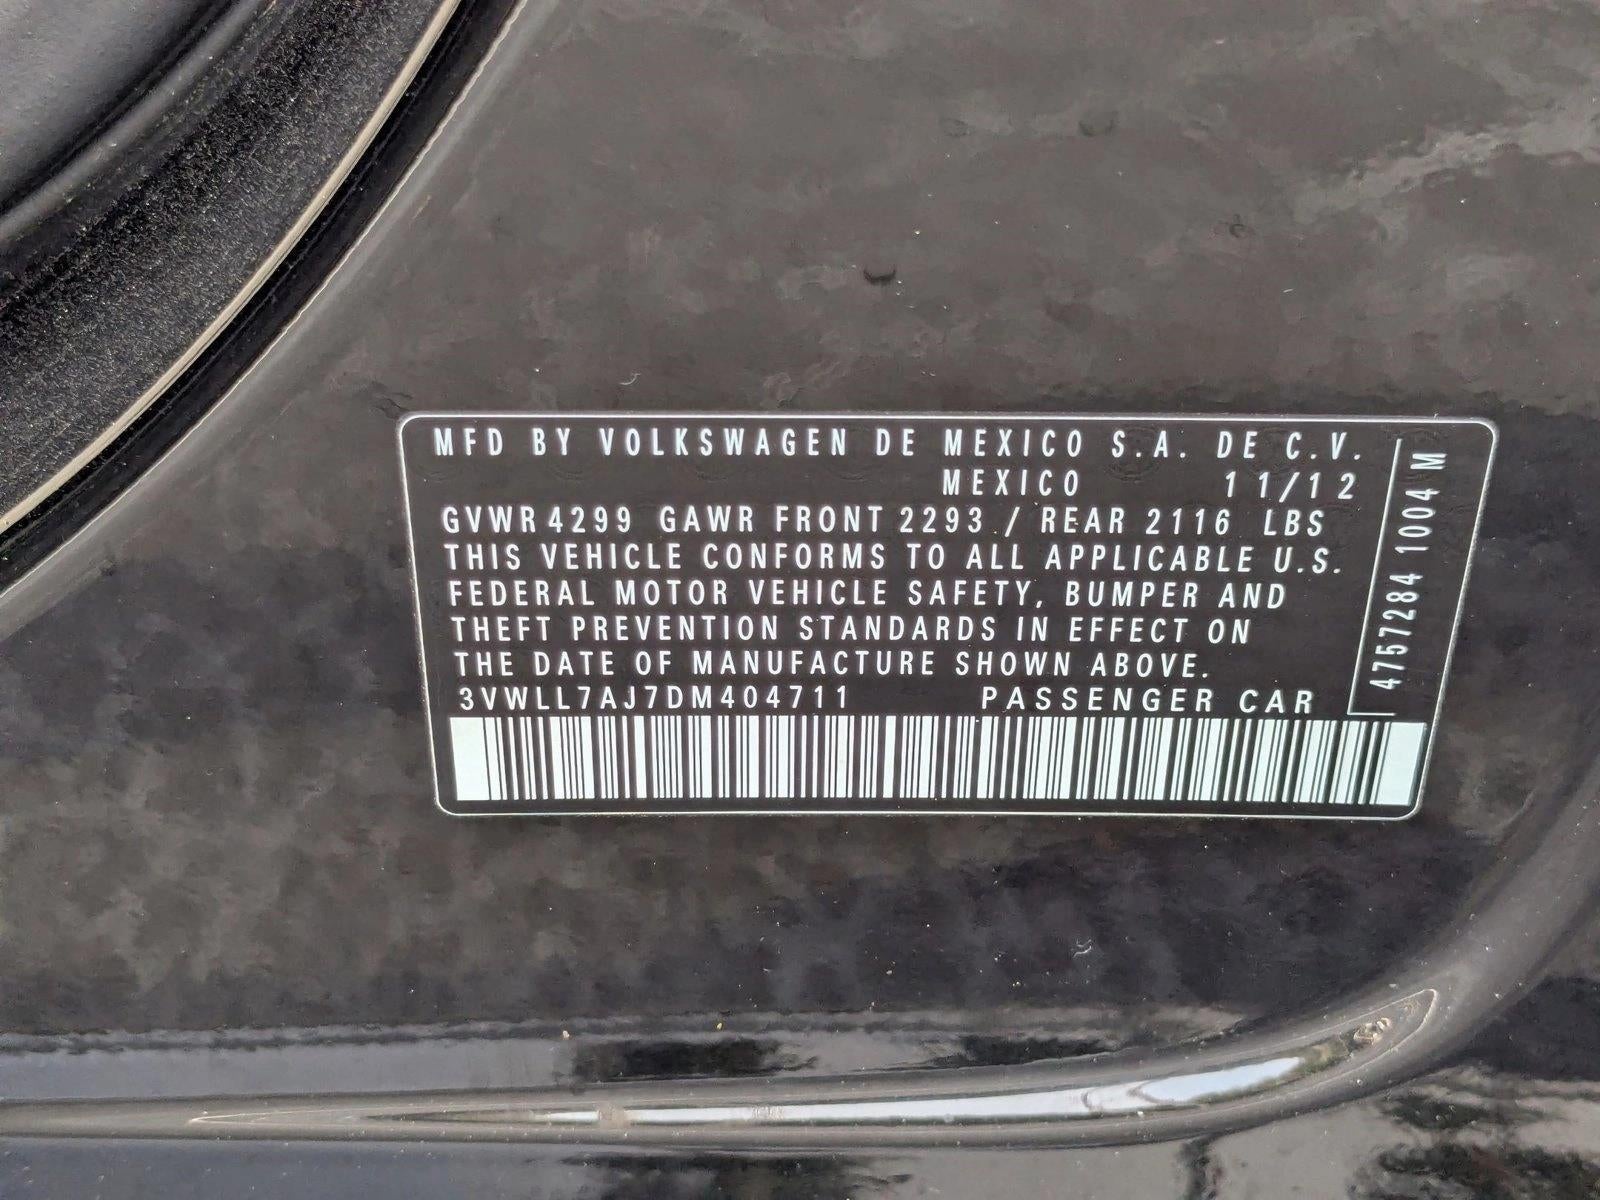 MFD BY VOLKSWAGEN DE MEXICO S.A. DE C.V.
MEXICO 11/12
GVWR 4299 GAWR FRONT 2293 / REAR 2116 LBS
THIS VEHICLE CONFORMS TO ALL APPLICABLE U.S.
FEDERAL MOTOR VEHICLE SAFETY, BUMPER AND
THEFT PREVENTION STANDARDS IN EFFECT ON
THE DATE OF MANUFACTURE SHOWN ABOVE.
3VWLL7AJ7DM404711 PASSENGER CAR
4757284 1004 M